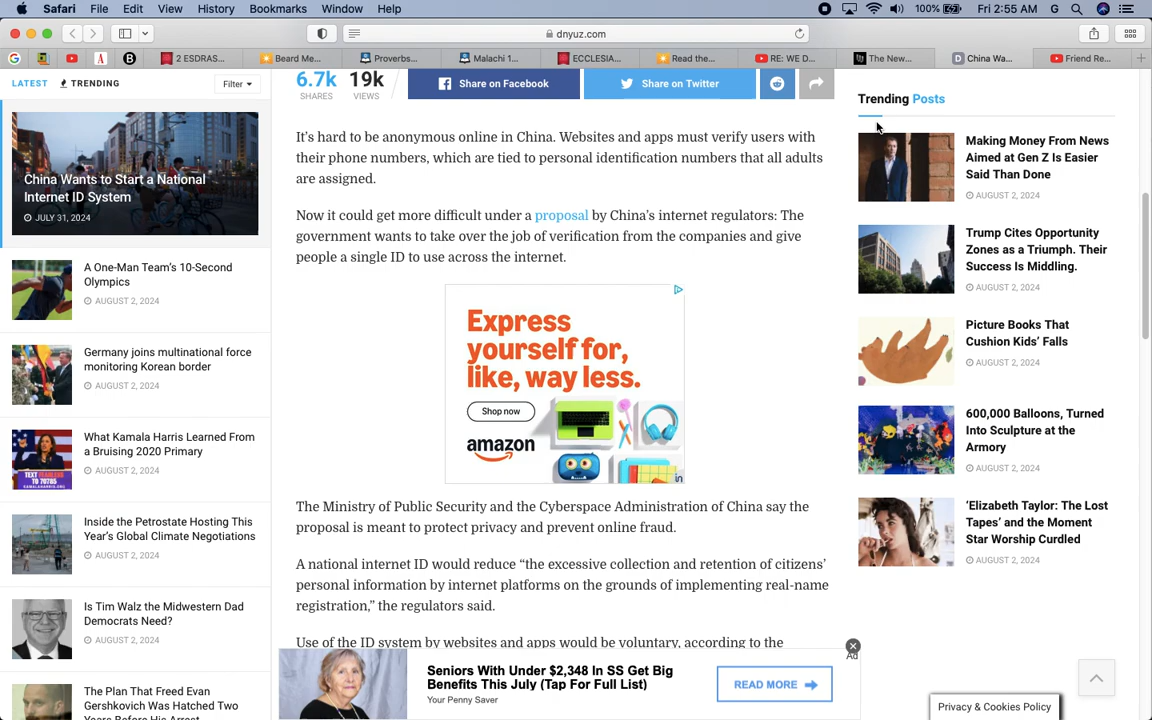 Safari File Edit View History Bookmarks Window Help 100% Fri 2:55 AM G
dnyuz.com
2 ESDRAS... Beard Me... Proverbs... Malachi 1... ECCLESIA... Read the... RE: WE D... The New... China Wa... Friend Re...
LATEST TRENDING Filter
China Wants to Start a National
Internet ID System
JULY 31, 2024
A One-Man Team's 10-Second
Olympics
AUGUST 2, 2024
Germany joins multinational force
monitoring Korean border
AUGUST 2, 2024
What Kamala Harris Learned From
a Bruising 2020 Primary
AUGUST 2, 2024
TEXT FEARLESS
TO 70785
Inside the Petrostate Hosting This
Year's Global Climate Negotiations
AUGUST 2, 2024
Is Tim Walz the Midwestern Dad
Democrats Need?
AUGUST 2, 2024
The Plan That Freed Evan
Gershkovich Was Hatched Two
Years Before His Arrest
6.7k 19k
SHARES VIEWS
Share on Facebook Share on Twitter
It's hard to be anonymous online in China. Websites and apps must verify users with
their phone numbers, which are tied to personal identification numbers that all adults
are assigned.
Now it could get more difficult under a proposal by China's internet regulators: The
government wants to take over the job of verification from the companies and give
people a single ID to use across the internet.
Express
yourself for,
like, way less.
Shop now
amazon
The Ministry of Public Security and the Cyberspace Administration of China say the
proposal is meant to protect privacy and prevent online fraud.
A national internet ID would reduce “the excessive collection and retention of citizens'
personal information by internet platforms on the grounds of implementing real-name
registration,” the regulators said.
Use of the ID system by websites and apps would be voluntary, according to the
Ad
Seniors With Under $2,348 In SS Get Big
Benefits This July (Tap For Full List)
Your Penny Saver
READ MORE
Trending Posts
Making Money From News
Aimed at Gen Z Is Easier
Said Than Done
AUGUST 2, 2024
Trump Cites Opportunity
Zones as a Triumph. Their
Success Is Middling.
AUGUST 2, 2024
Picture Books That
Cushion Kids' Falls
AUGUST 2, 2024
600,000 Balloons, Turned
Into Sculpture at the
Armory
AUGUST 2, 2024
‘Elizabeth Taylor: The Lost
Tapes’ and the Moment
Star Worship Curdled
AUGUST 2, 2024
Privacy & Cookies Policy